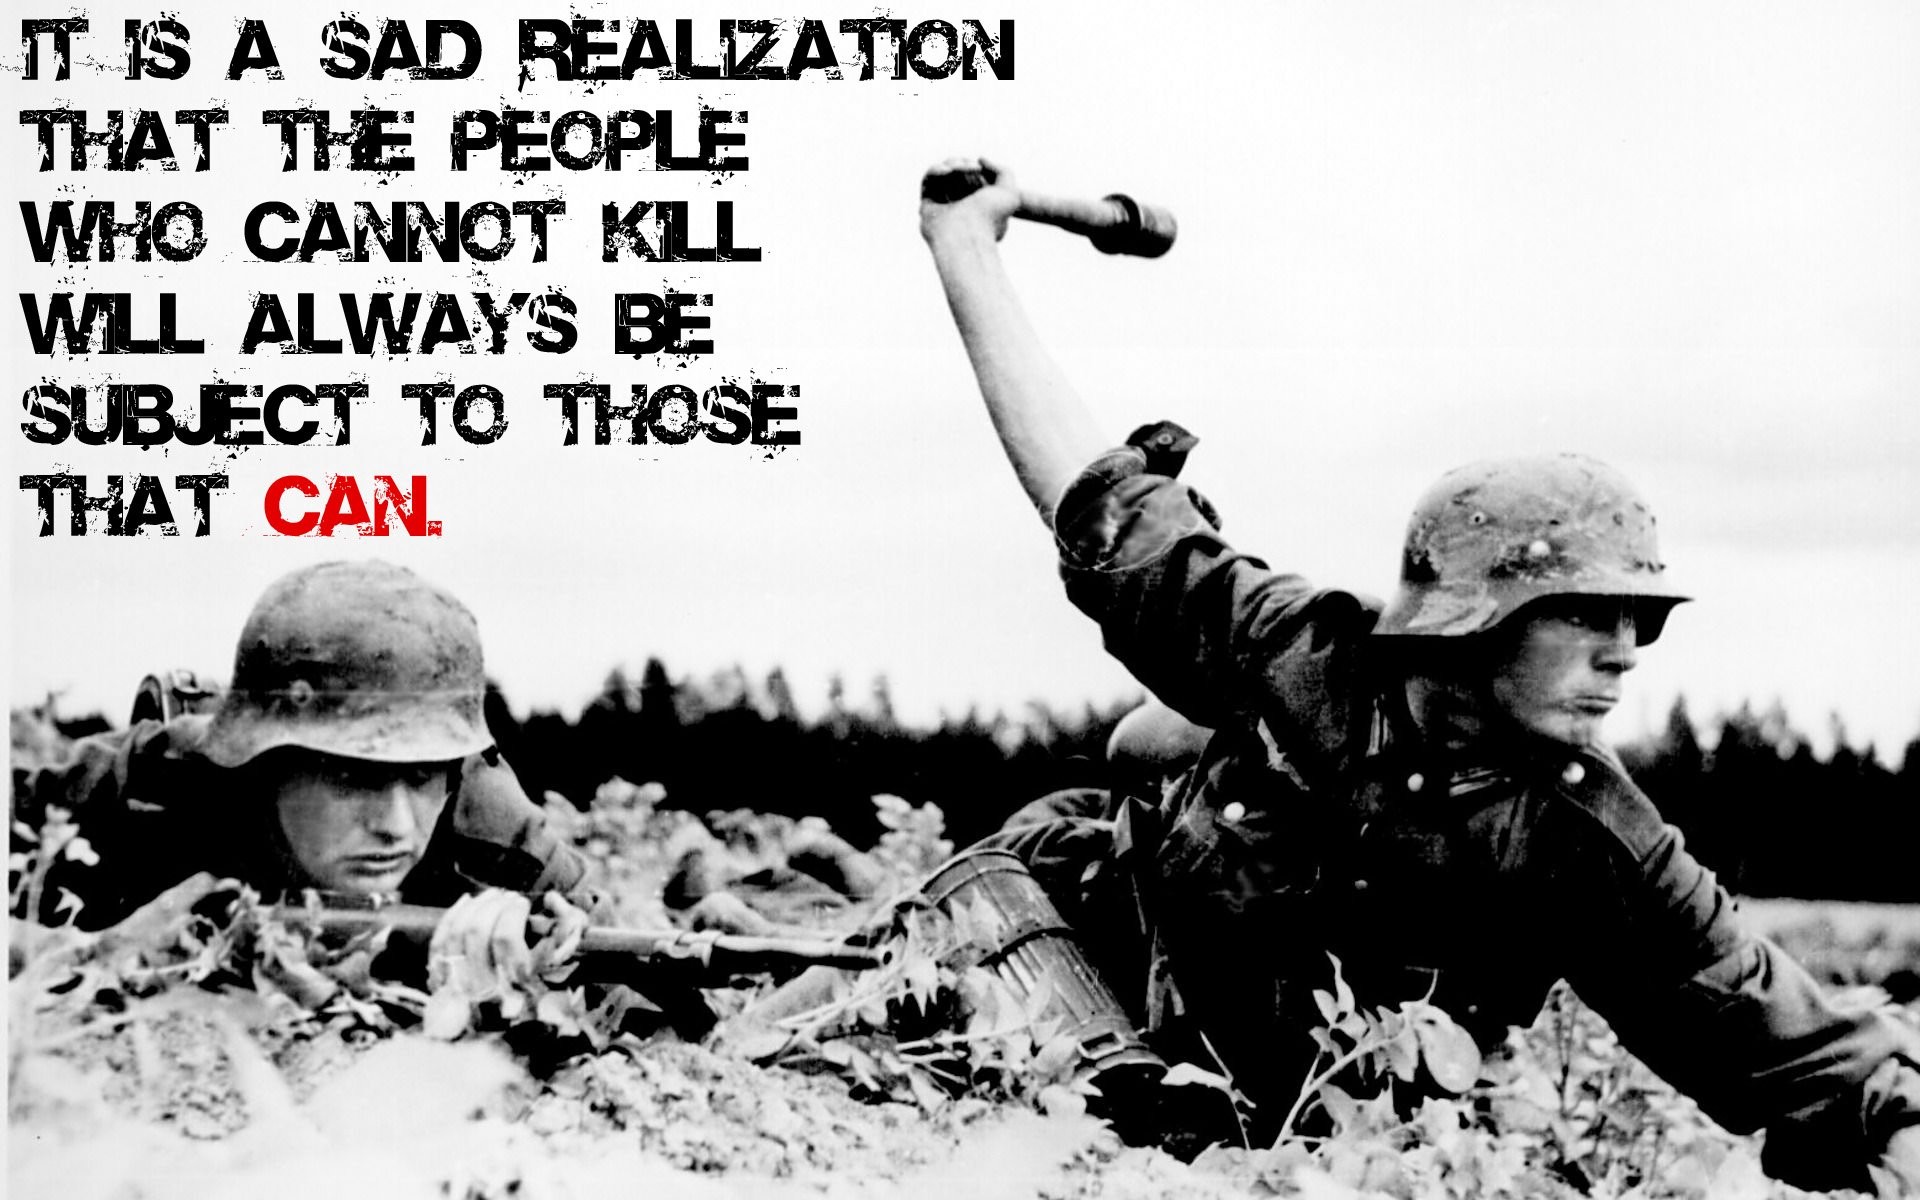 IT IS A SAD REALIZATION
THAT THE PEOPLE
WHO CANNOT KILL
WILL ALWAYS BE
SUBJECT TO THOSE
THAT CAN.